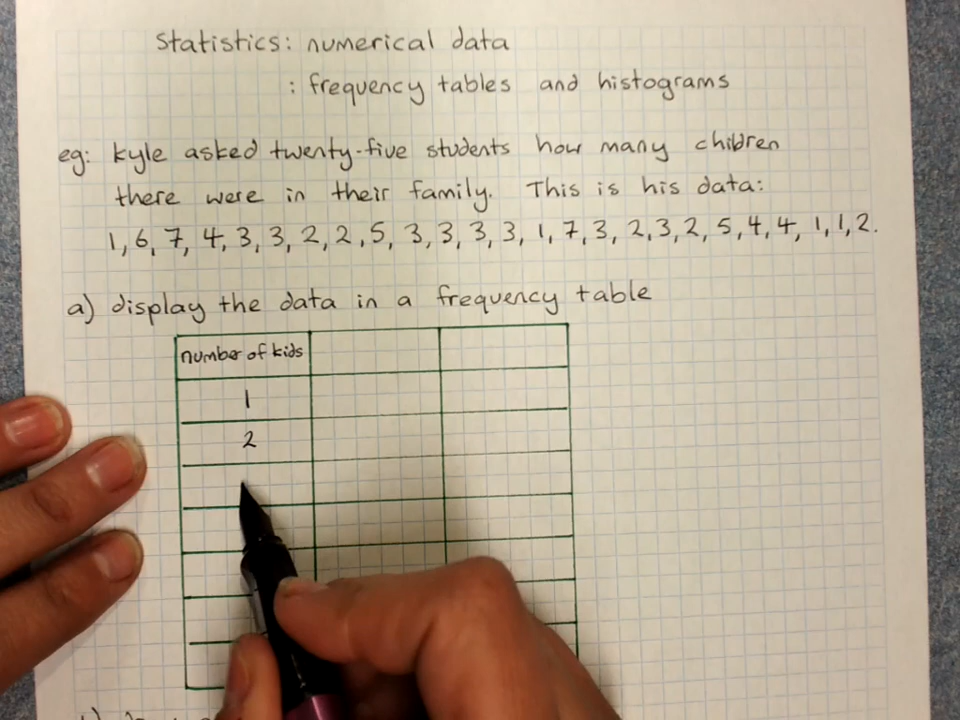 Statistics: numerical data
: frequency tables and histograms
eg: Kyle asked twenty-five students how many children
there were in their family. This is his data:
1, 6, 7, 4, 3, 3, 2, 2, 5, 3, 3, 3, 3, 1, 7, 3, 2, 3, 2, 5, 4, 4, 1, 1, 2.
a) display the data in a frequency table
number of kids
1
2